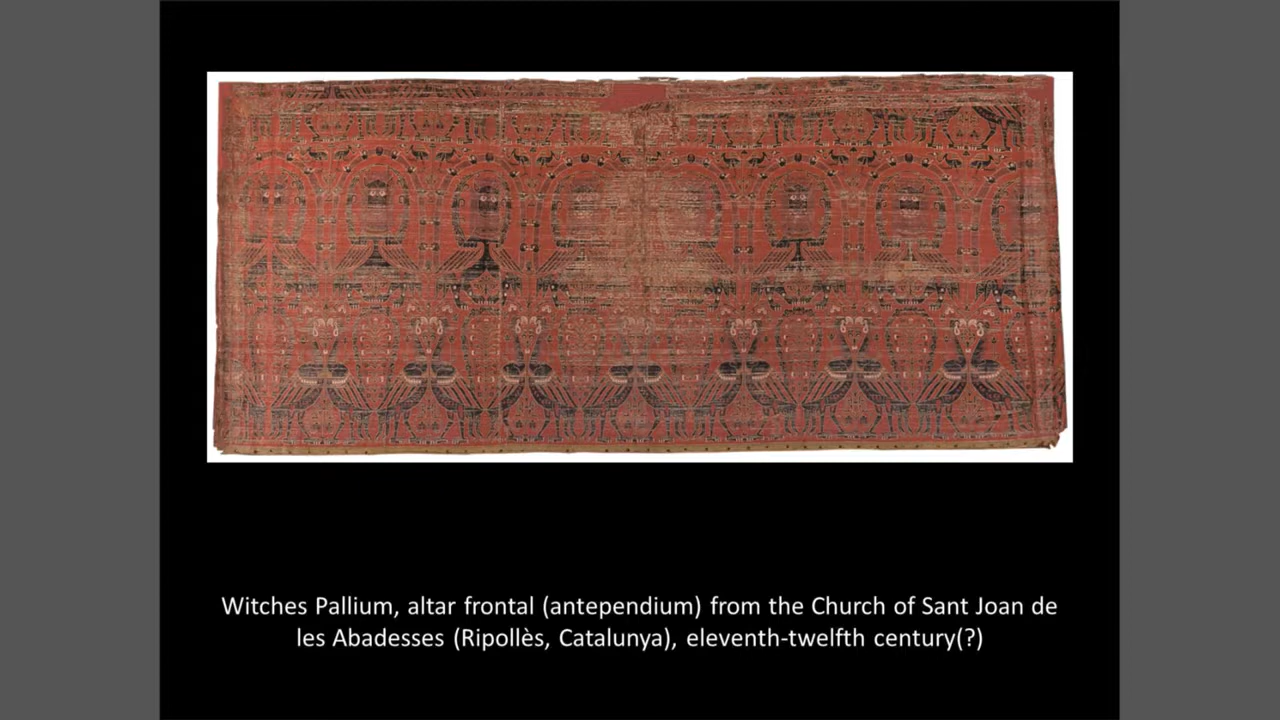 Witches Pallium, altar frontal (antependium) from the Church of Sant Joan de
les Abadesses (Ripollès, Catalunya), eleventh-twelfth century(?)